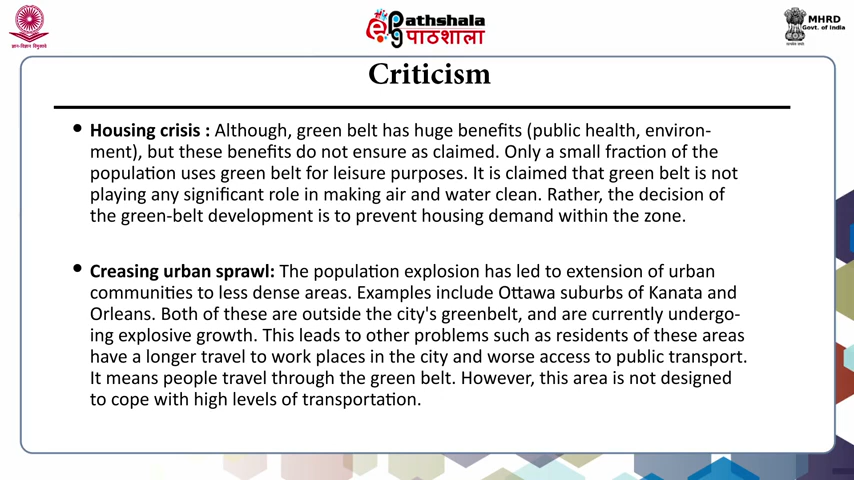 ज्ञान-विज्ञान विमुक्तये
ePathshala
पाठशाला
MHRD
Govt. of India
Criticism
• Housing crisis : Although, green belt has huge benefits (public health, environ-
ment), but these benefits do not ensure as claimed. Only a small fraction of the
population uses green belt for leisure purposes. It is claimed that green belt is not
playing any significant role in making air and water clean. Rather, the decision of
the green-belt development is to prevent housing demand within the zone.
• Creasing urban sprawl: The population explosion has led to extension of urban
communities to less dense areas. Examples include Ottawa suburbs of Kanata and
Orleans. Both of these are outside the city's greenbelt, and are currently undergo-
ing explosive growth. This leads to other problems such as residents of these areas
have a longer travel to work places in the city and worse access to public transport.
It means people travel through the green belt. However, this area is not designed
to cope with high levels of transportation.